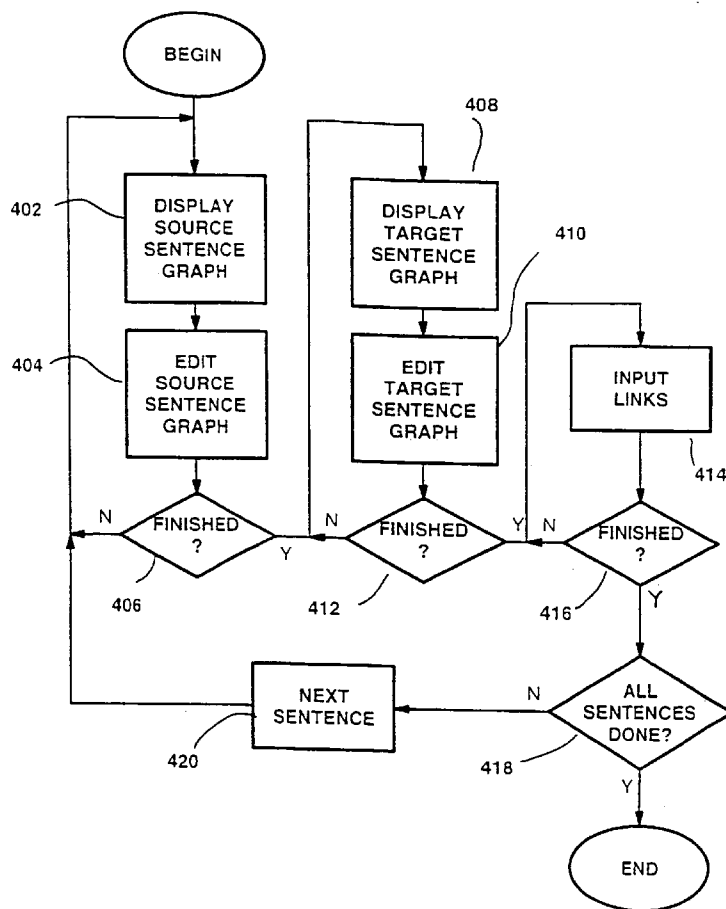 BEGIN
402
DISPLAY
SOURCE
SENTENCE
GRAPH
404
EDIT
SOURCE
SENTENCE
GRAPH
N
FINISHED
?
Y
406
408
DISPLAY
TARGET
SENTENCE
GRAPH
410
EDIT
TARGET
SENTENCE
GRAPH
N
FINISHED
?
Y
412
INPUT
LINKS
414
N
FINISHED
?
416
Y
ALL
SENTENCES
DONE?
N
418
Y
NEXT
SENTENCE
420
END